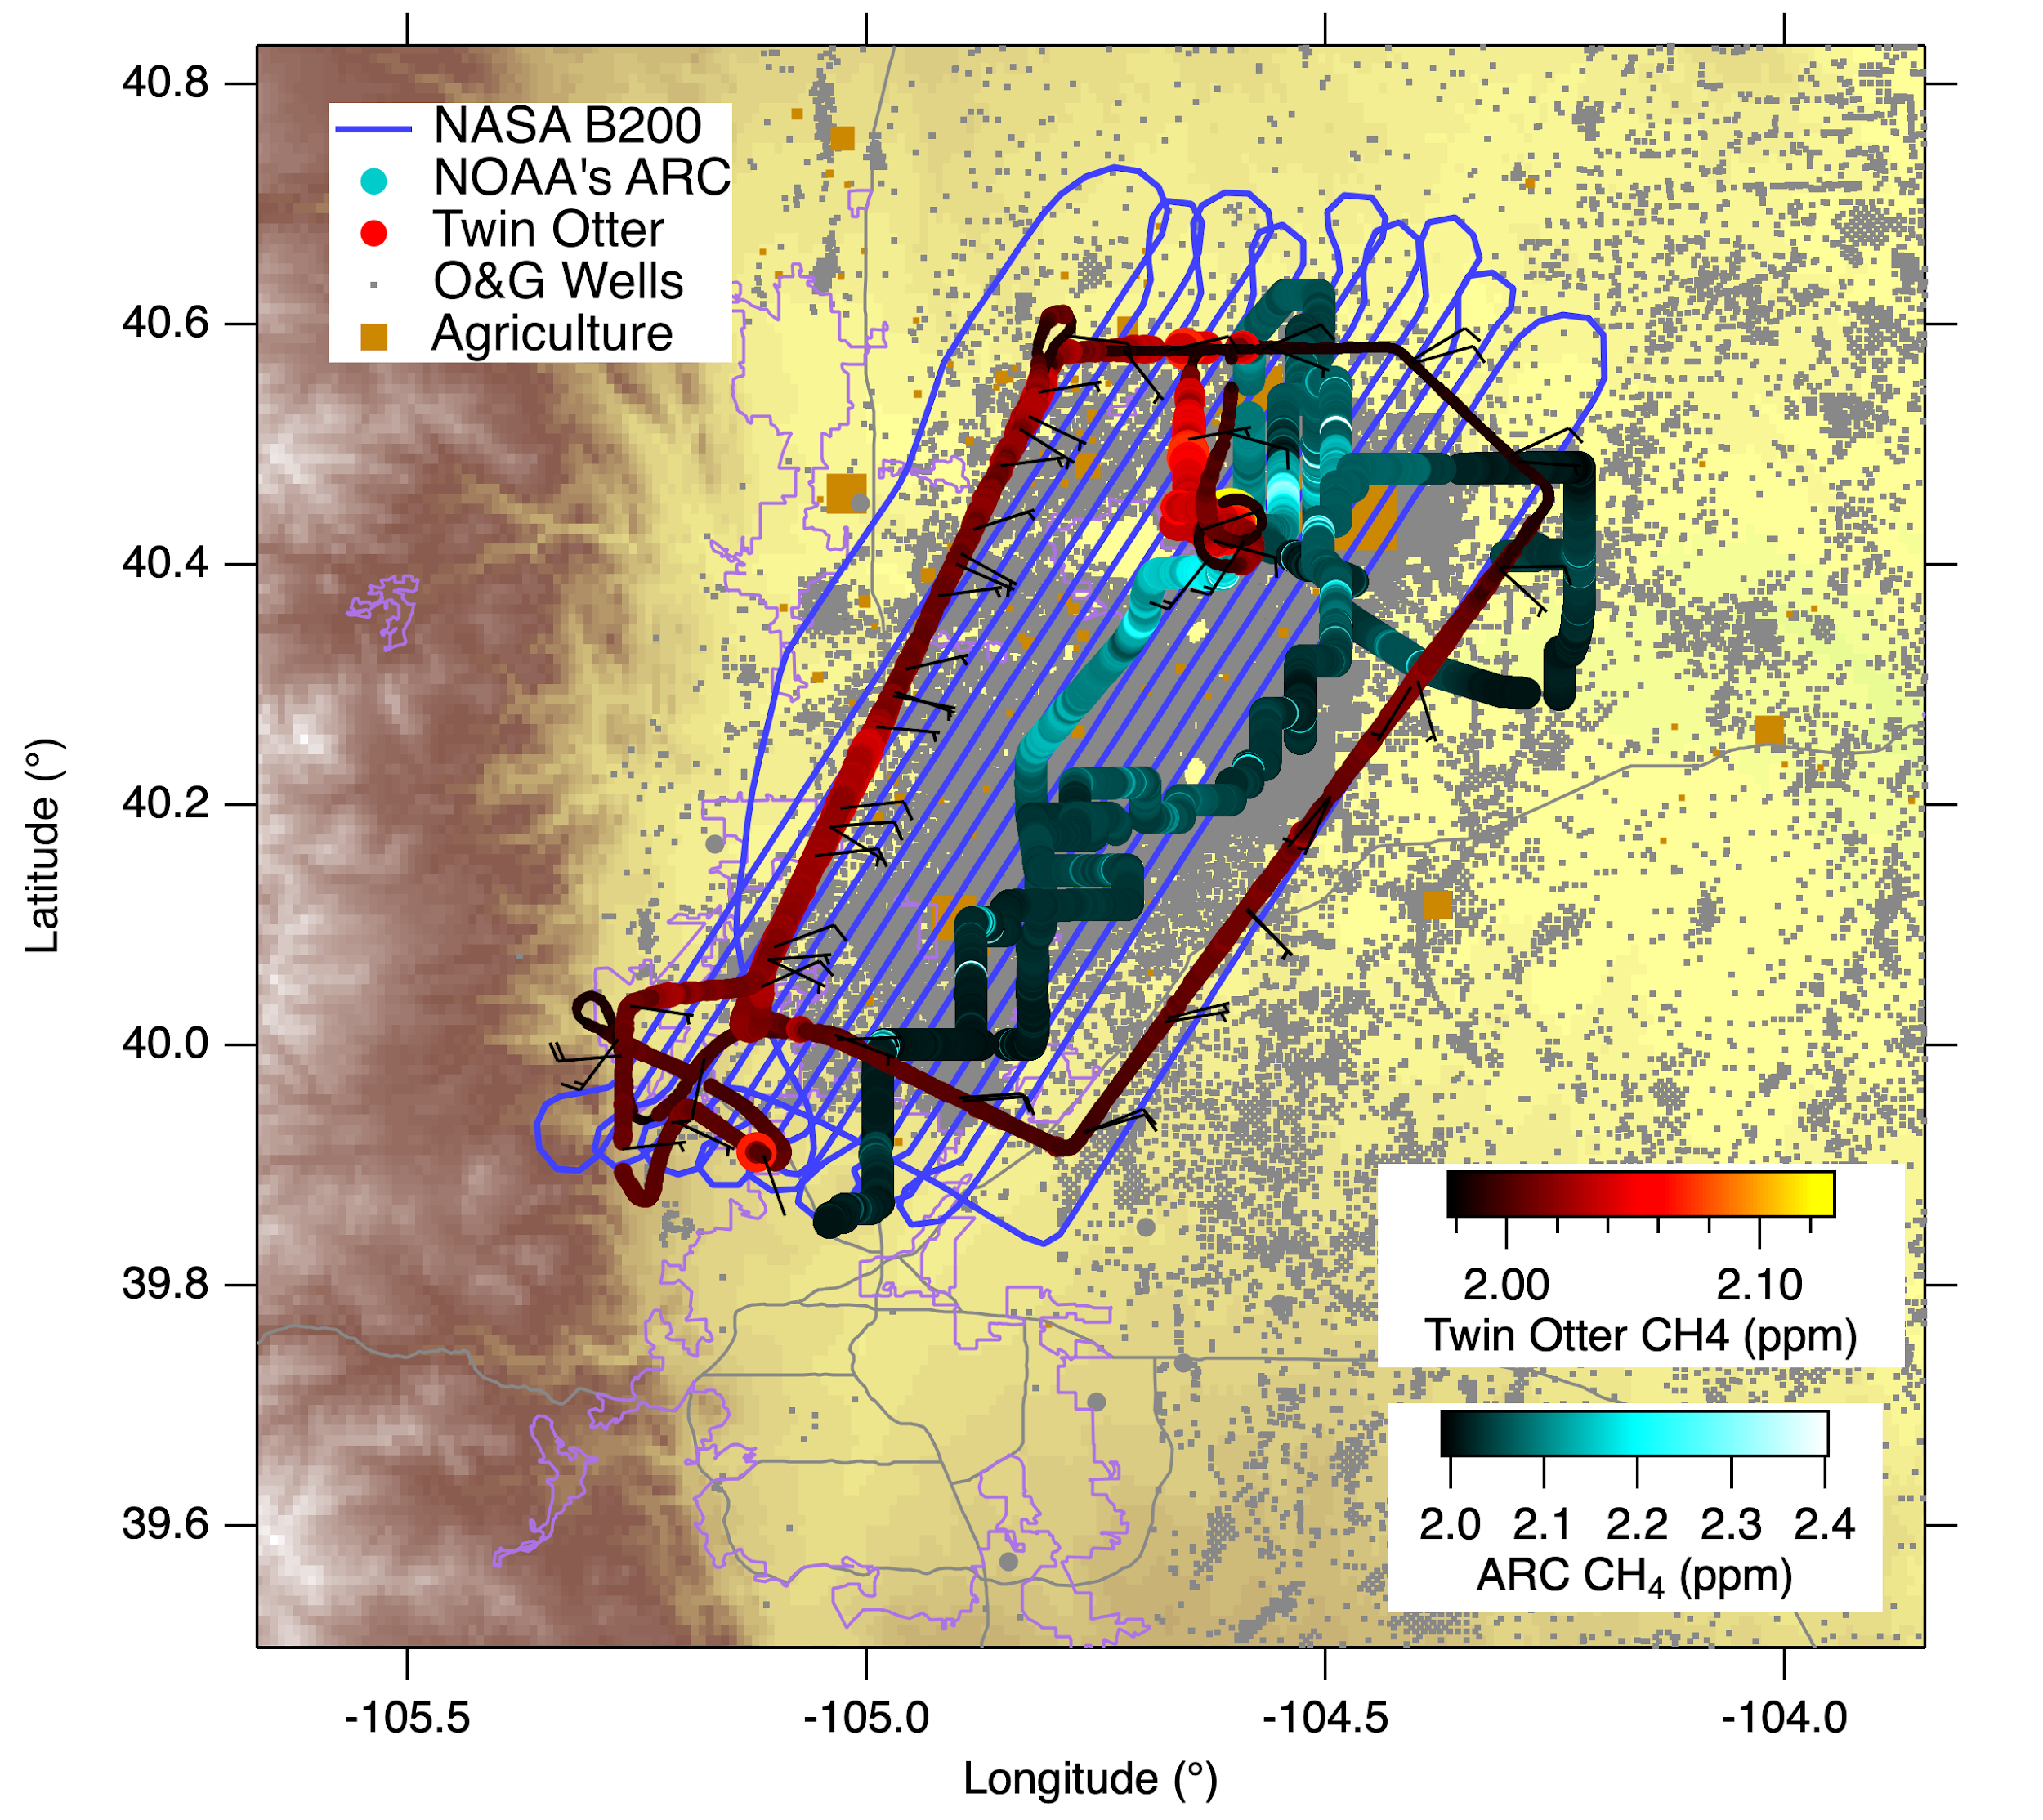 40.8
40.6
40.4
40.2
40.0
39.8
39.6
Latitude (°)
NASA B200
NOAA's ARC
Twin Otter
O&G Wells
Agriculture
2.00 2.10
Twin Otter CH4 (ppm)
2.0 2.1 2.2 2.3 2.4
ARC CH₄ (ppm)
-105.5 -105.0 -104.5 -104.0
Longitude (°)